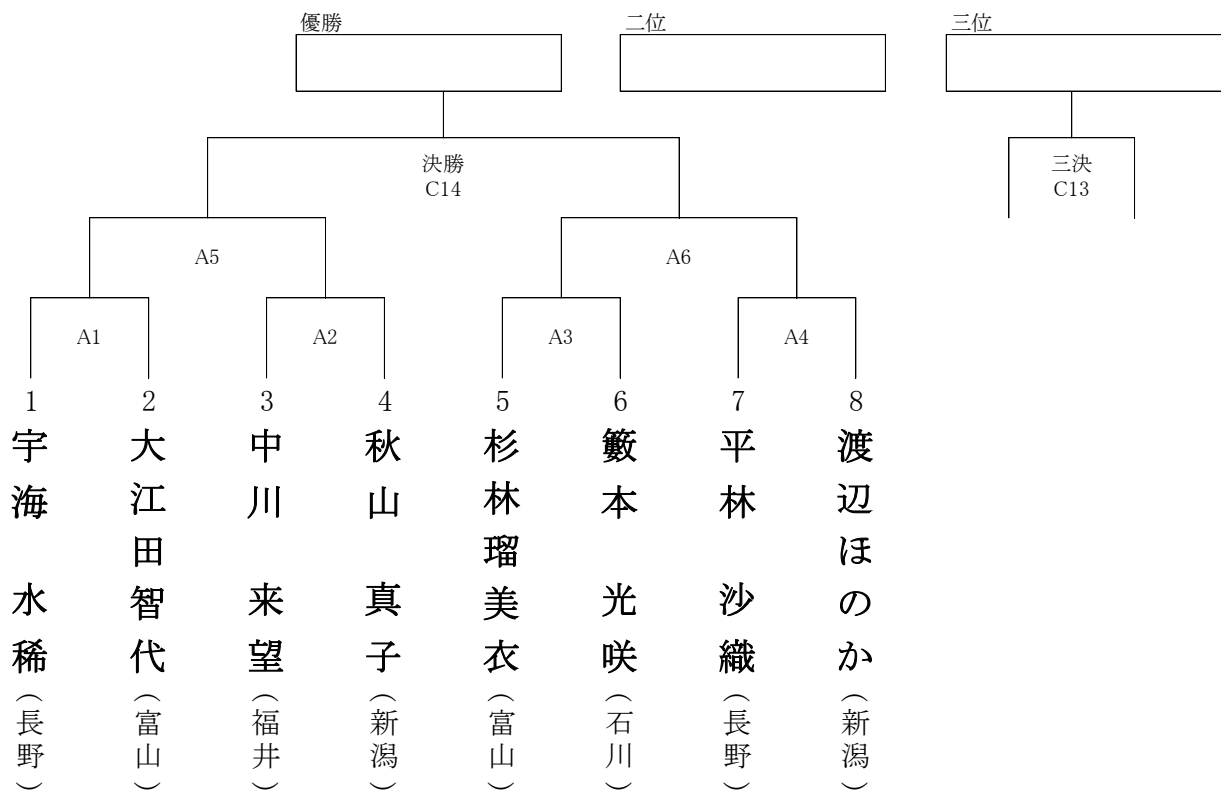 優勝
二位
三位
決勝
C14
三決
C13
A5
A6
A1
A2
A3
A4
1
宇海 水稀(長野)
2
大江田智代(富山)
3
中川 来望(福井)
4
秋山 真子(新潟)
5
杉林瑠美衣(富山)
6
籔本 光咲(石川)
7
平林 沙織(長野)
8
渡辺ほのか(新潟)